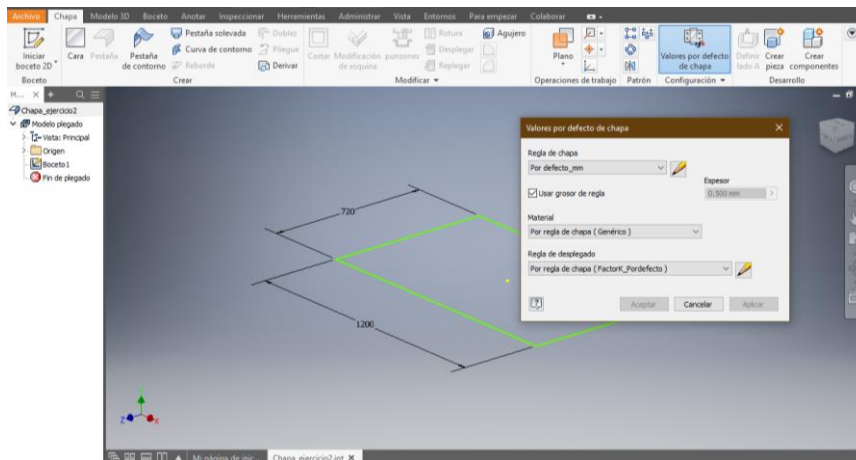 Archivo Chapa Modelo 3D Boceto Anotar Inspeccionar Herramientas Administrar Vista Entornos Para empezar Colaborar
Iniciar boceto 2D
Boceto
Cara
Pestaña
Pestaña de contorno
Pestaña solevada
Curva de contorno
Reborde
Dobles
Pliegue
Derivar
Crear
Cortar
Modificación de esquine
punzones
Rotura
Desplegar
Replegar
Agujero
Modificar
Plano
Operaciones de trabajo
Patrón
Valores por defecto de chapa
Configuración
Definir lado A
Crear pieza
Crear componentes
Desarrollo
M... X +
Chapa_ejercicio2
Modelo plegado
Vista: Principal
Origen
Boceto1
Fin de plegado
720
1200
Valores por defecto de chapa
Regla de chapa
Por defecto_mm
Usar grosor de regla
Espesor
0.500 mm
Material
Por regla de chapa ( Genérico )
Regla de desplegado
Por regla de chapa ( FactorK_Pordefecto )
Aceptar Cancelar Aplicar
Y
Z
X
Mi página de inic... Chapa_ejercicio2.ipt X